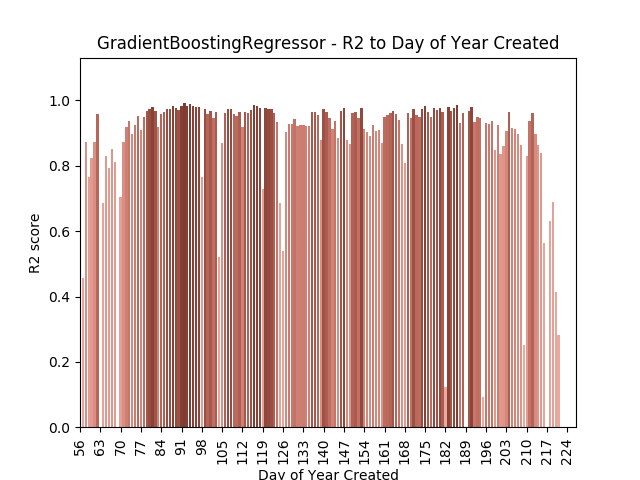 GradientBoostingRegressor - R2 to Day of Year Created
R2 score
1.0
0.8
0.6
0.4
0.2
0.0
56 63 70 77 84 91 98 105 112 119 126 133 140 147 154 161 168 175 182 189 196 203 210 217 224
Day of Year Created